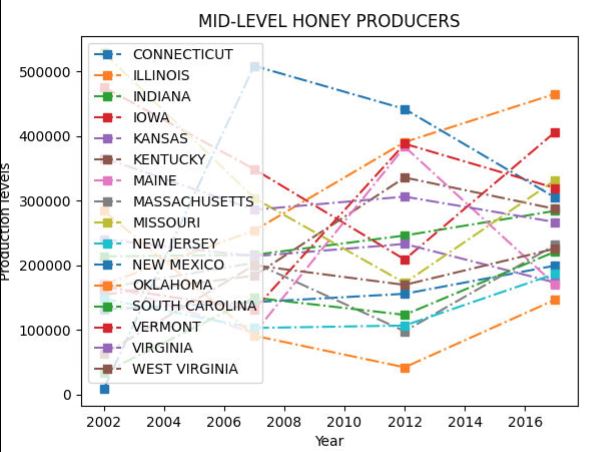 MID-LEVEL HONEY PRODUCERS
Production levels
500000
400000
300000
200000
100000
0
CONNECTICUT
ILLINOIS
INDIANA
IOWA
KANSAS
KENTUCKY
MAINE
MASSACHUSETTS
MISSOURI
NEW JERSEY
NEW MEXICO
OKLAHOMA
SOUTH CAROLINA
VERMONT
VIRGINIA
WEST VIRGINIA
2002 2004 2006 2008 2010 2012 2014 2016
Year